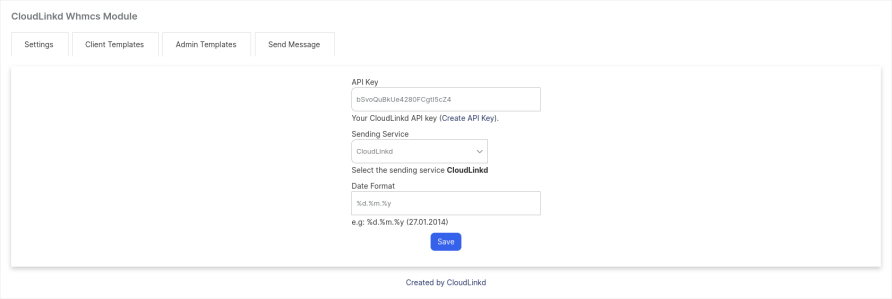 CloudLinkd Whmcs Module
Settings Client Templates Admin Templates Send Message
API Key
bSvoQuBkUe4280FCgtI5cZ4
Your CloudLinkd API key (Create API Key).
Sending Service
CloudLinkd
Select the sending service CloudLinkd
Date Format
%d.%m.%y
e.g: %d.%m.%y (27.01.2014)
Save
Created by CloudLinkd